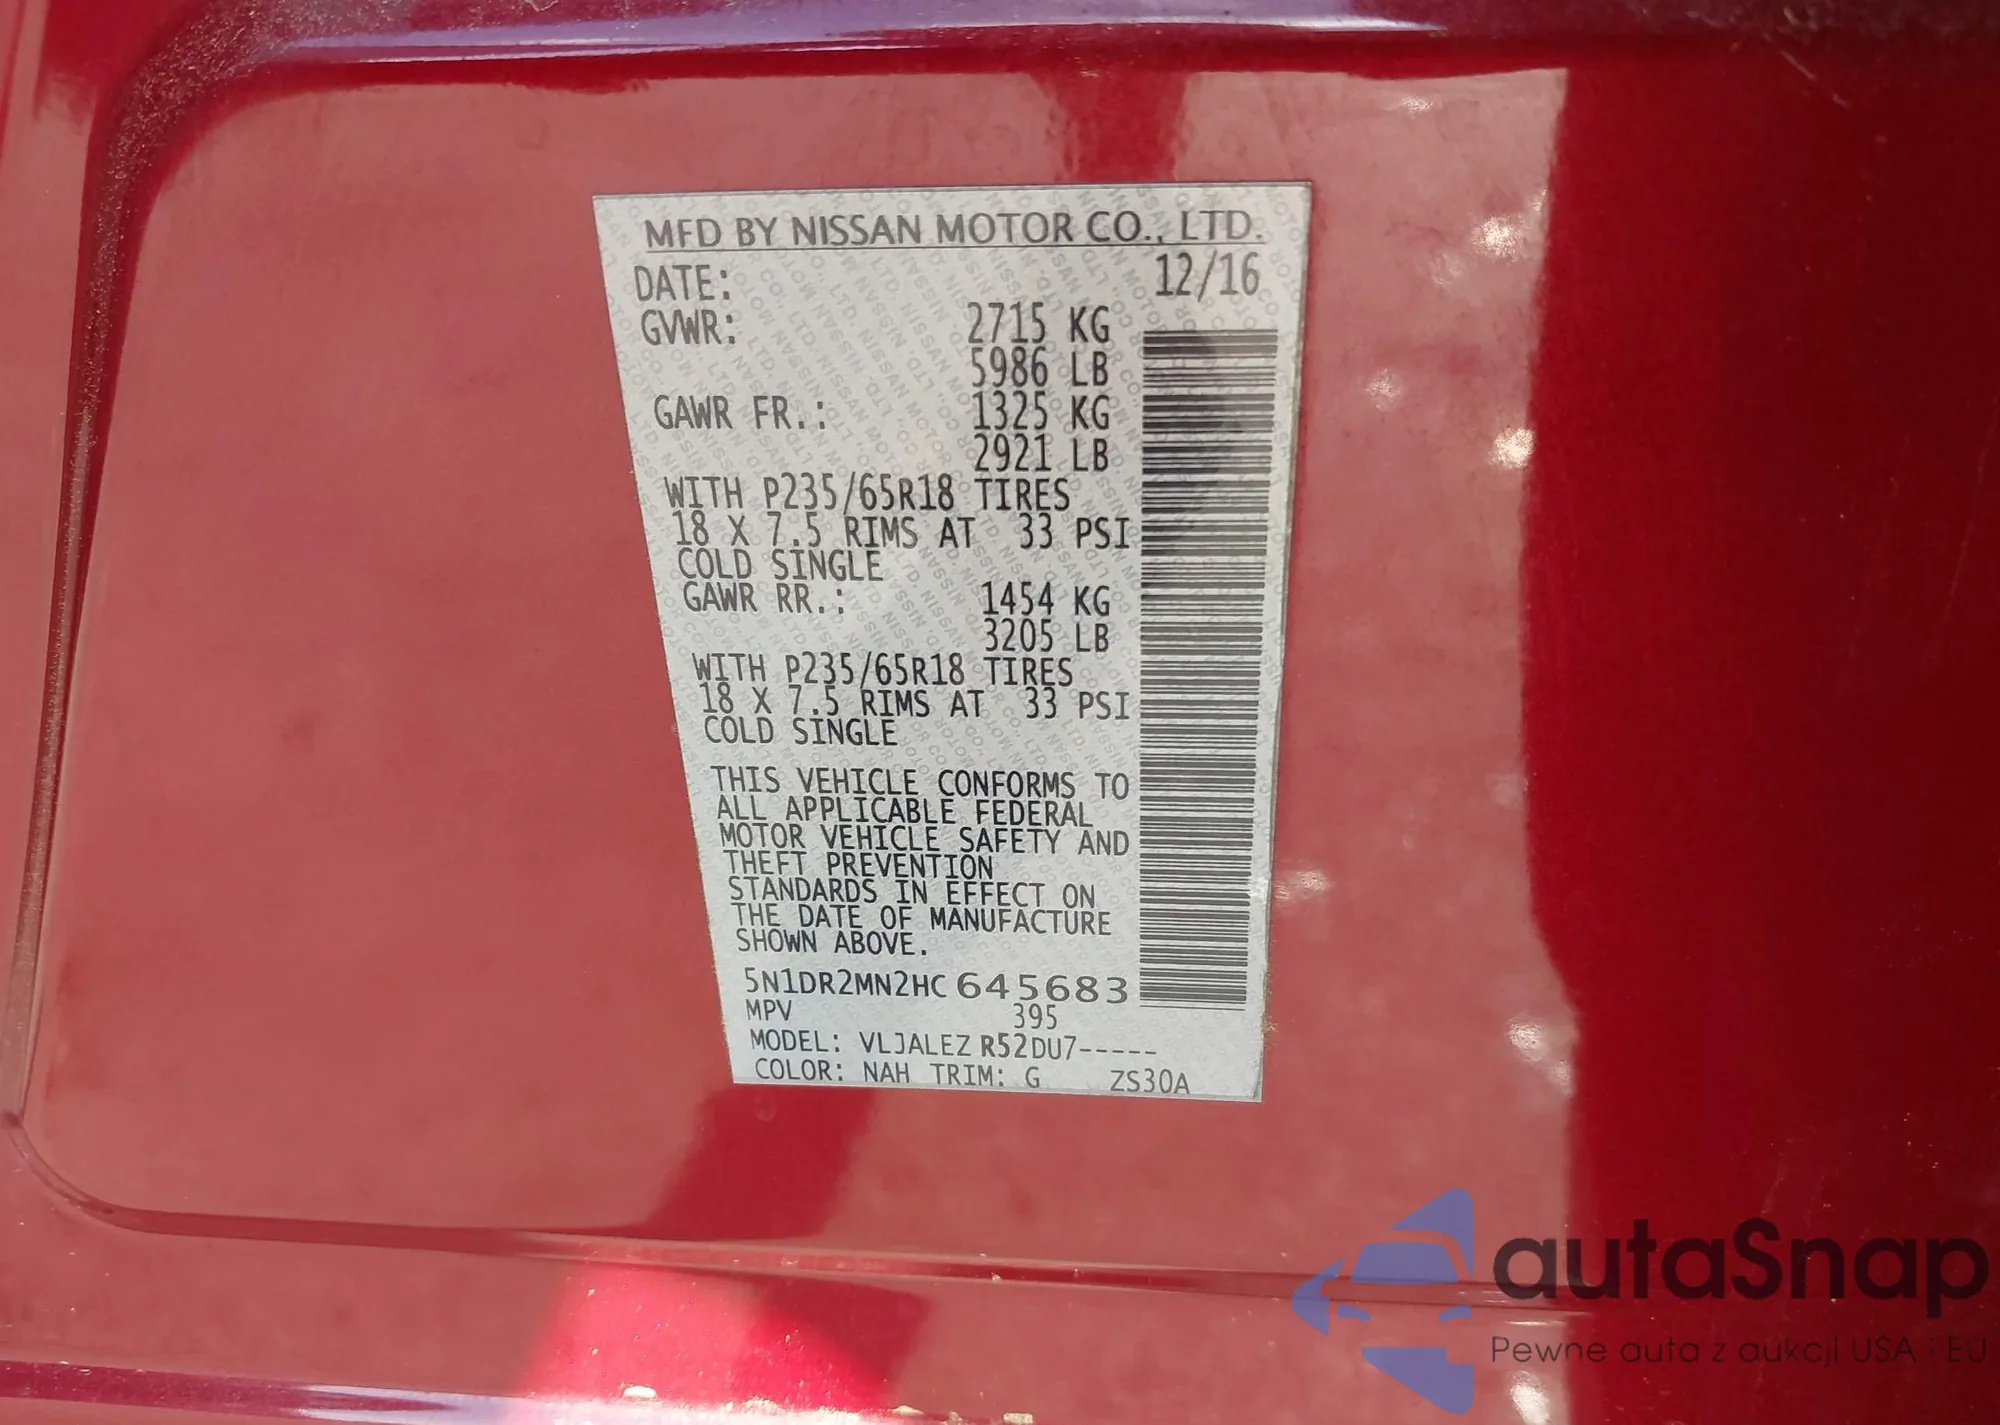 MFD BY NISSAN MOTOR CO., LTD.
DATE: 12/16
GVWR: 2715 KG
5986 LB
GAWR FR.: 1325 KG
2921 LB
WITH P235/65R18 TIRES
18 X 7.5 RIMS AT 33 PSI
COLD SINGLE
GAWR RR.: 1454 KG
3205 LB
WITH P235/65R18 TIRES
18 X 7.5 RIMS AT 33 PSI
COLD SINGLE
THIS VEHICLE CONFORMS TO
ALL APPLICABLE FEDERAL
MOTOR VEHICLE SAFETY AND
THEFT PREVENTION
STANDARDS IN EFFECT ON
THE DATE OF MANUFACTURE
SHOWN ABOVE.
5N1DR2MN2HC645683
MPV 395
MODEL: VLJALEZ R52DU7-----
COLOR: NAH TRIM: G ZS30A
autaSnap
Pewne auta z aukcji USA i EU